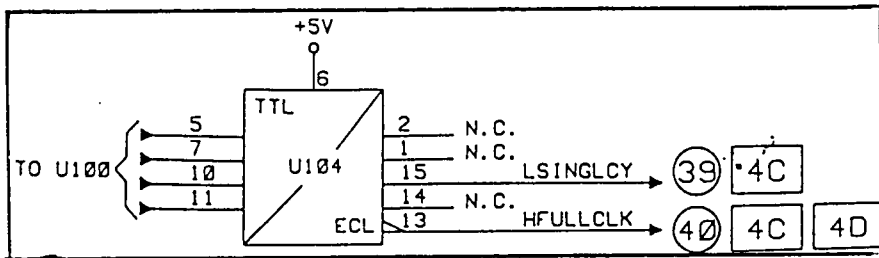 +5V
6
TTL
5
2 N.C.
7
1 N.C.
TO U100
U104
10
15 LSINGLCY 39 4C
11
14 N.C.
ECL 13 HFULLCLK 40 4C 4D